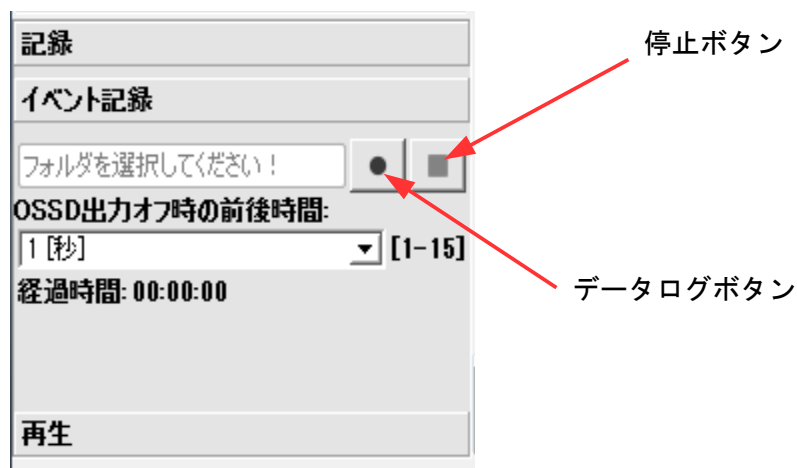 記録
停止ボタン
イベント記録
フォルダを選択してください!
OSSD出力オフ時の前後時間:
1 [秒] [1-15]
データログボタン
経過時間: 00:00:00
再生